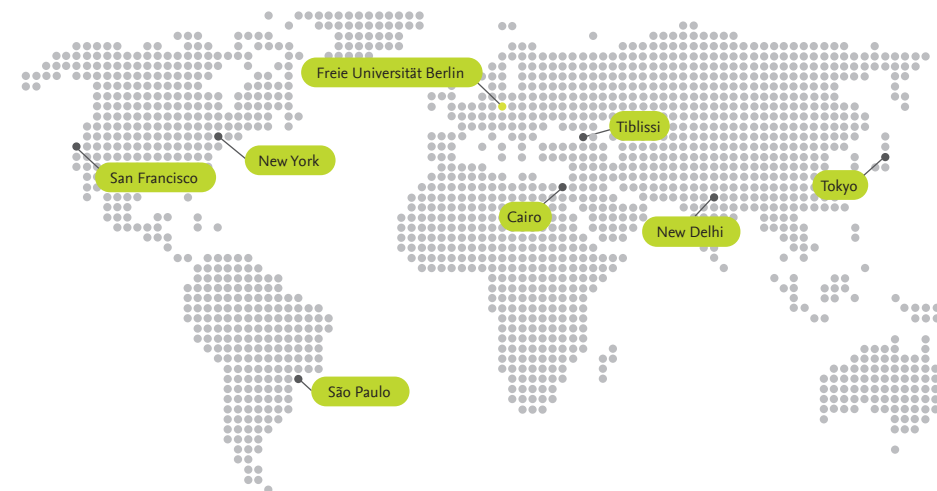 Freie Universität Berlin
Tiblissi
New York
San Francisco
Tokyo
Cairo
New Delhi
São Paulo